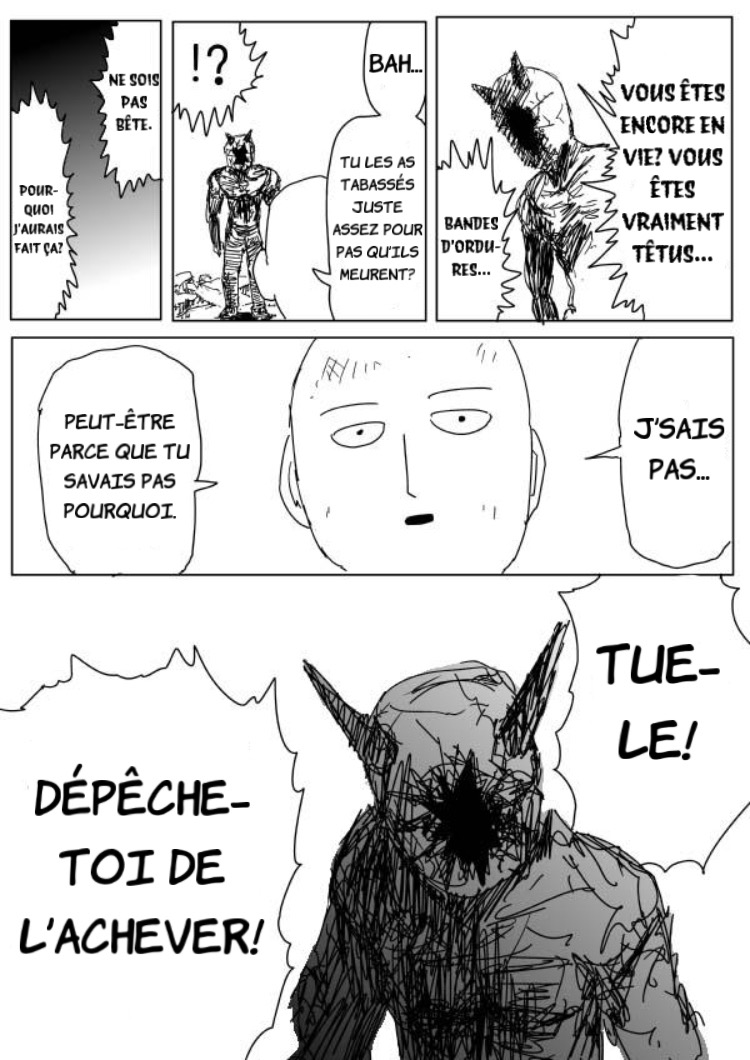 VOUS ÊTES
ENCORE EN
VIE? VOUS
ÊTES
VRAIMENT
TÊTUS...
BANDES
D'ORDU-
RES...
BAH...
TU LES AS
TABASSÉS
JUSTE
ASSEZ POUR
PAS QU'ILS
MEURENT?
!?
NE SOIS
PAS
BÊTE.
POUR-
QUOI
J'AURAIS
FAIT ÇA?
J'SAIS
PAS...
PEUT-ÊTRE
PARCE QUE TU
SAVAIS PAS
POURQUOI.
TUE-
LE!
DÉPÊCHE-
TOI DE
L'ACHEVER!